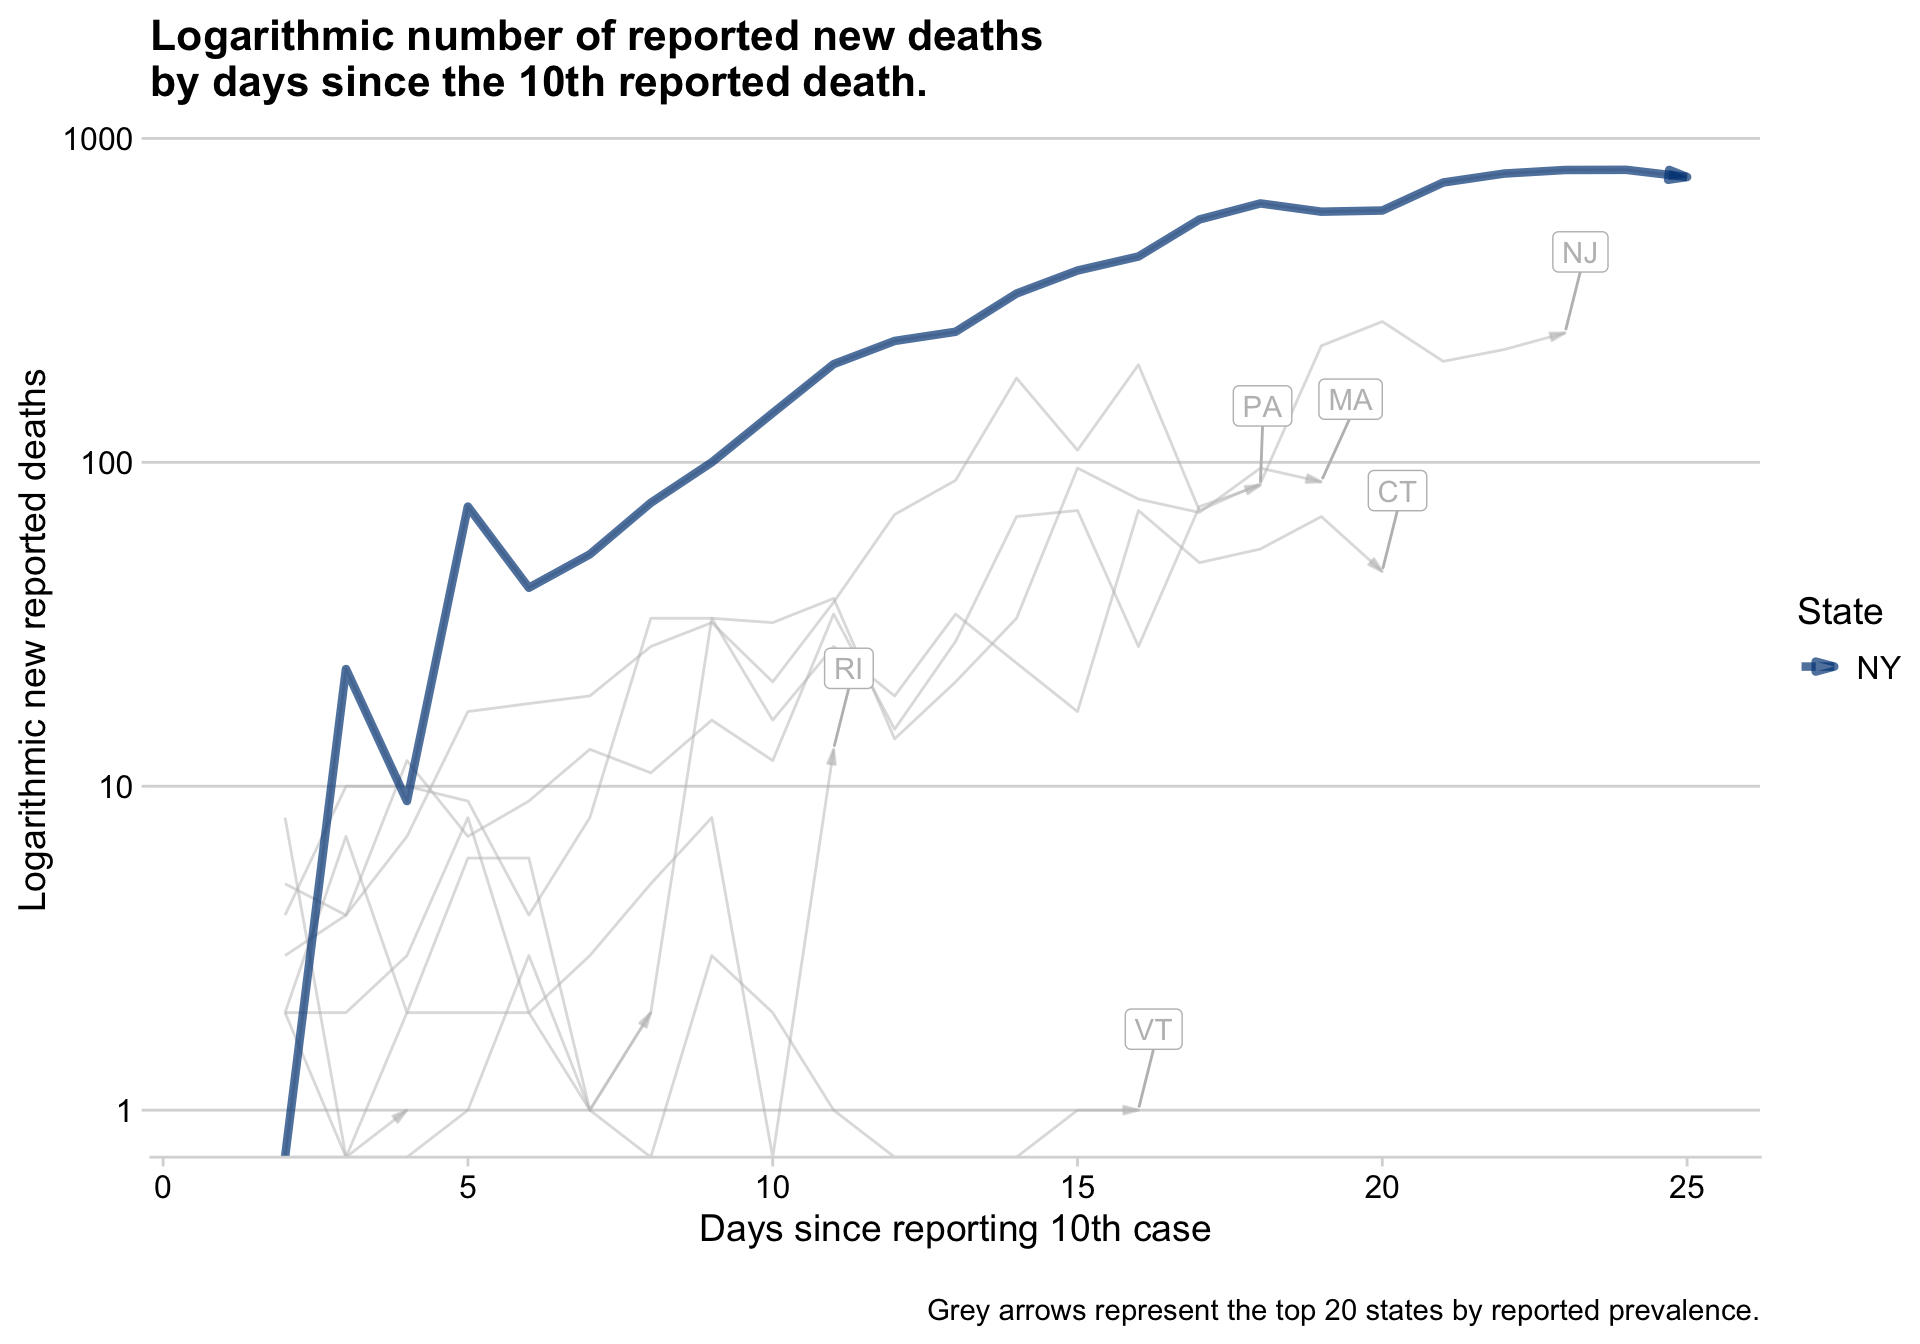 Logarithmic number of reported new deaths
by days since the 10th reported death.
1000
100
10
1
Logarithmic new reported deaths
NJ
PA
MA
CT
RI
VT
State
NY
0
5
10
15
20
25
Days since reporting 10th case
Grey arrows represent the top 20 states by reported prevalence.